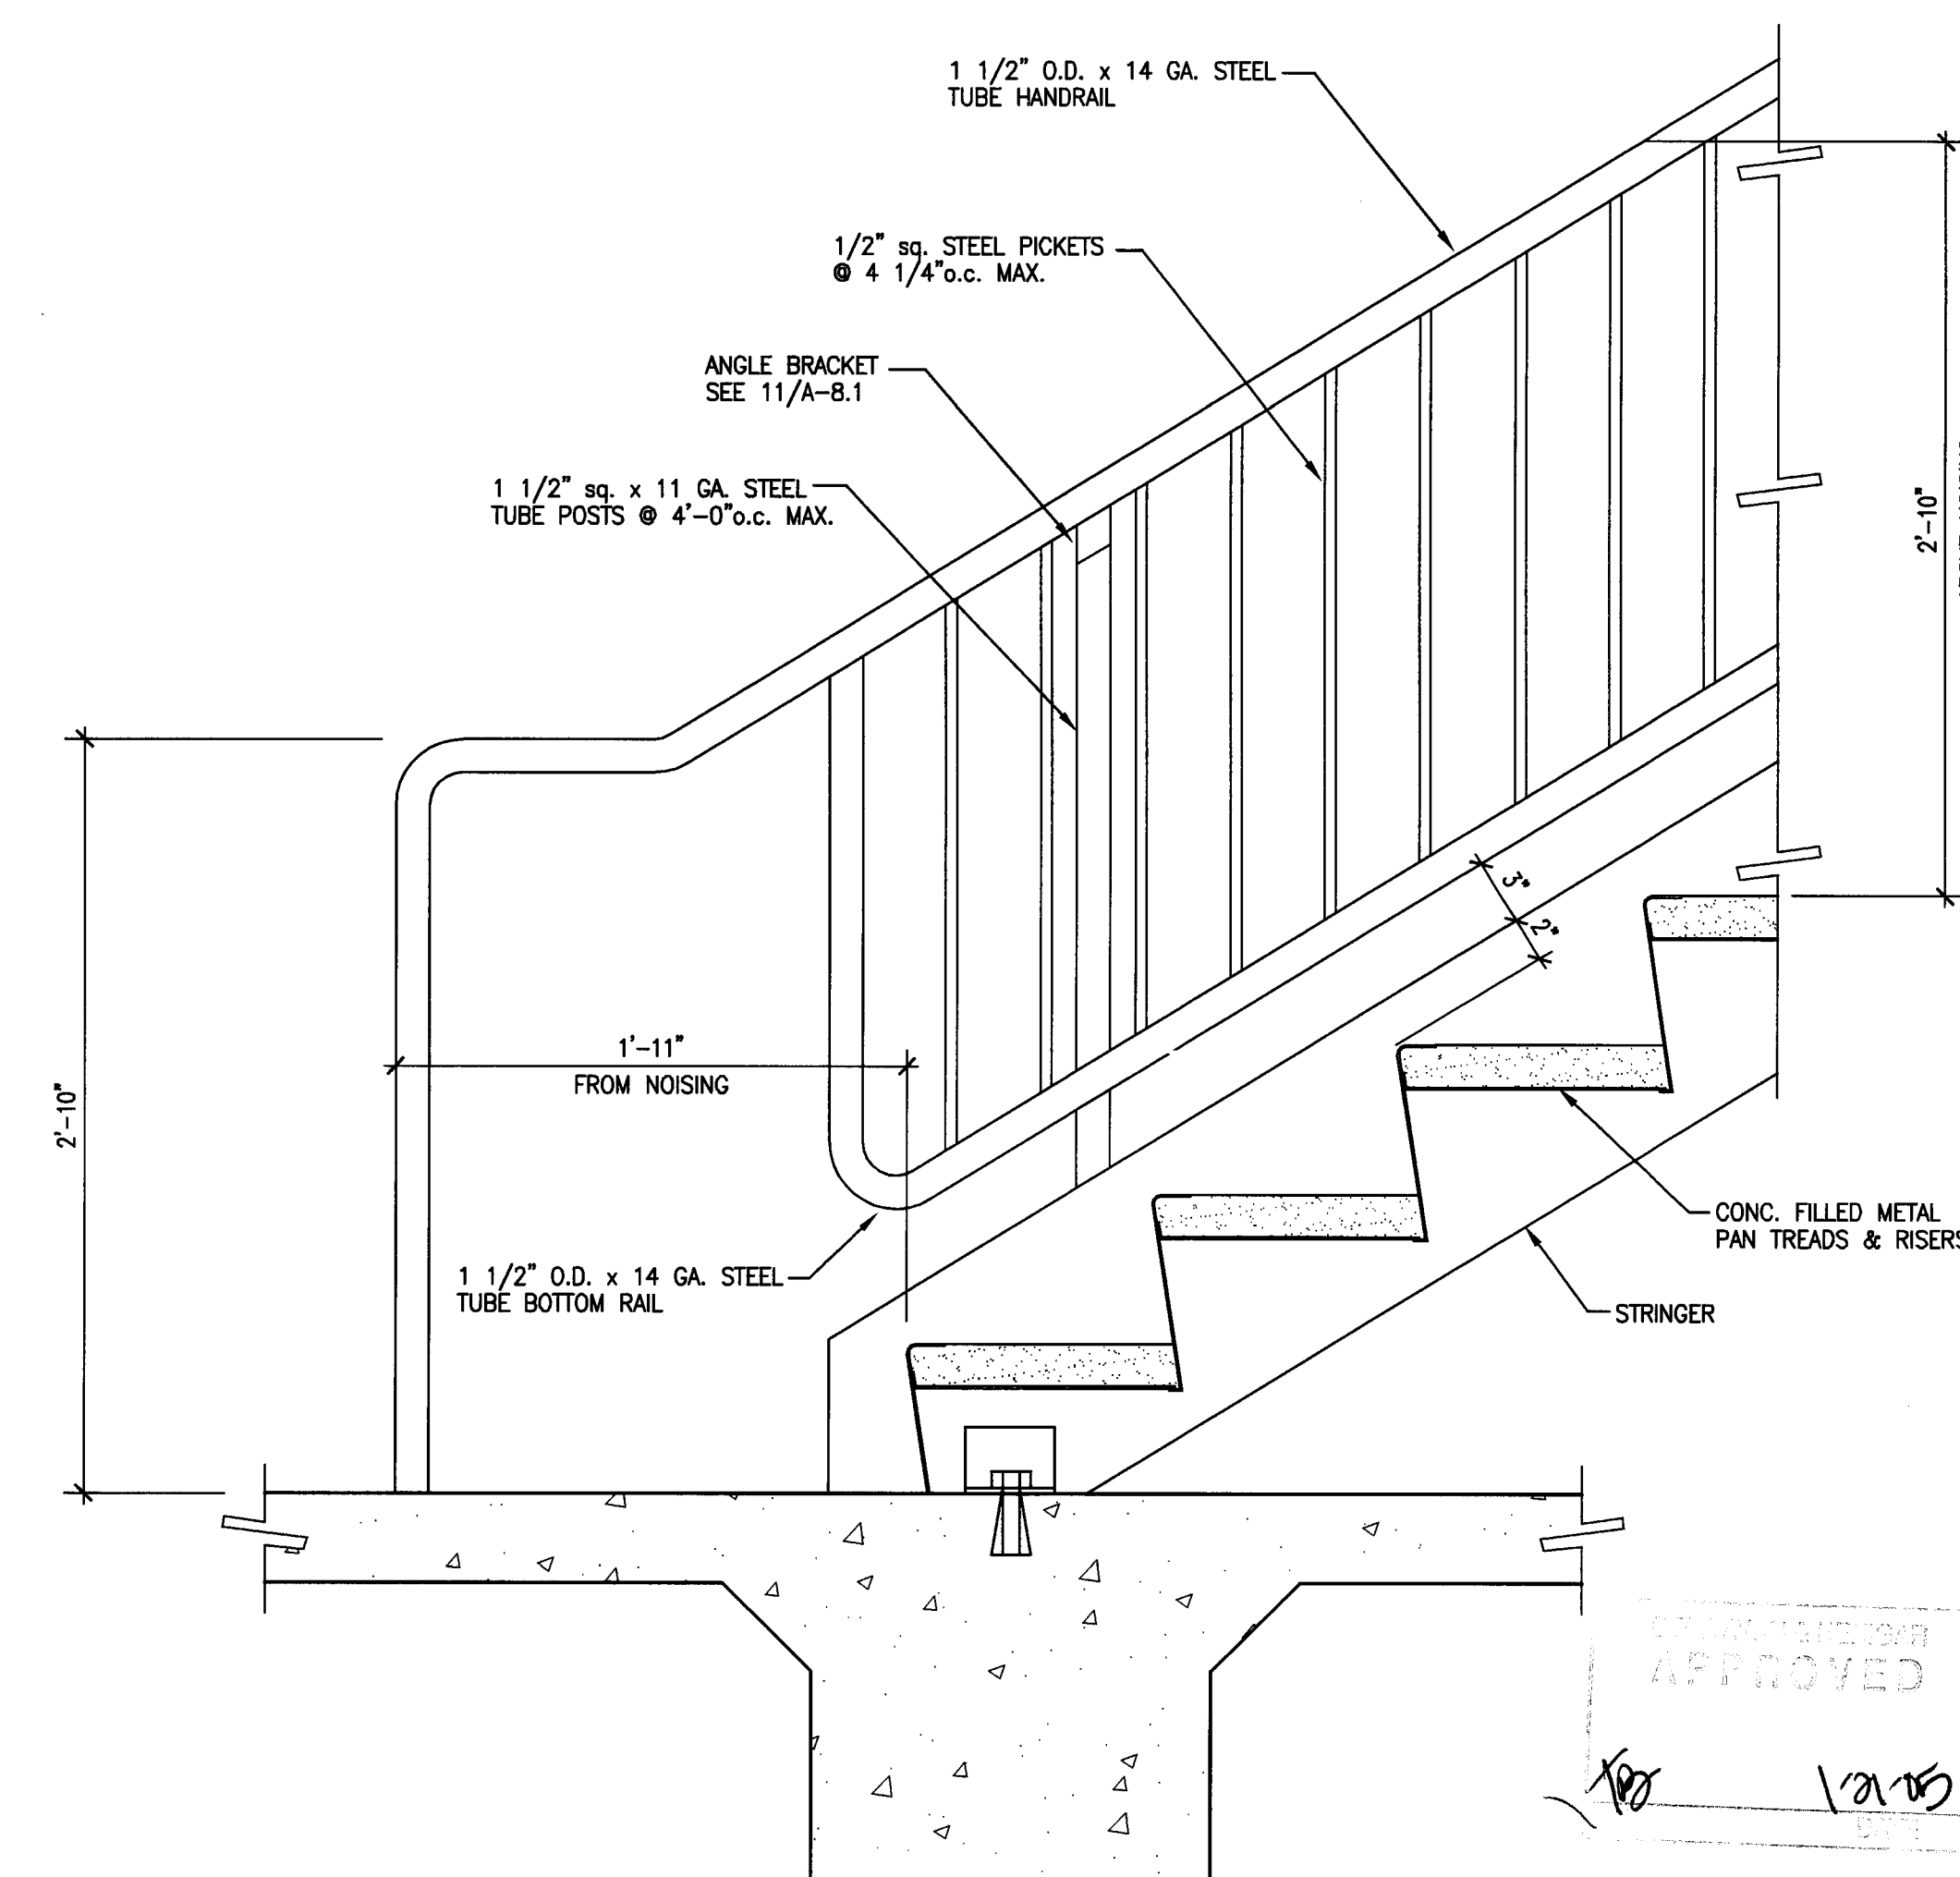 1 1/2" O.D. x 14 GA. STEEL
TUBE HANDRAIL
1/2" sq. STEEL PICKETS
@ 4 1/4"o.c. MAX.
ANGLE BRACKET
SEE 11/A-8.1
1 1/2" sq. x 11 GA. STEEL
TUBE POSTS @ 4'-0"o.c. MAX.
2'-10"
3"
2"
1'-11"
FROM NOISING
2'-10"
1 1/2" O.D. x 14 GA. STEEL
TUBE BOTTOM RAIL
CONC. FILLED METAL
PAN TREADS & RISERS
STRINGER
APPROVED
1-21-05
DATE